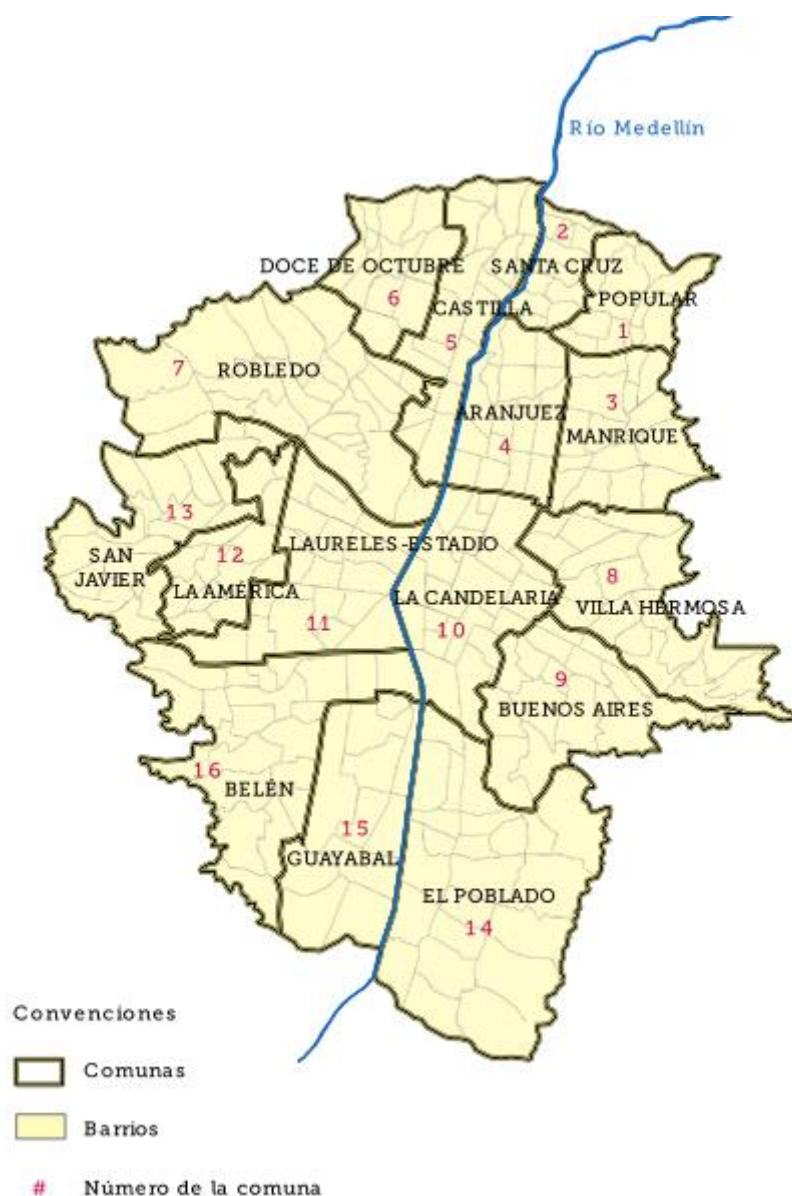 Río Medellín
2
DOCE DE OCTUBRE
SANTA CRUZ
6
POPULAR
CASTILLA
1
5
7
ROBLEDO
3
ARANJUEZ
4
MANRIQUE
13
LAURELES-ESTADIO
12
SAN
JAVIER
8
LA AMÉRICA
LA CANDELARIA
VILLA HERMOSA
11
10
9
BUENOS AIRES
16
BELÉN
15
GUAYABAL
EL POBLADO
14
Convenciones
Comunas
Barrios
# Número de la comuna